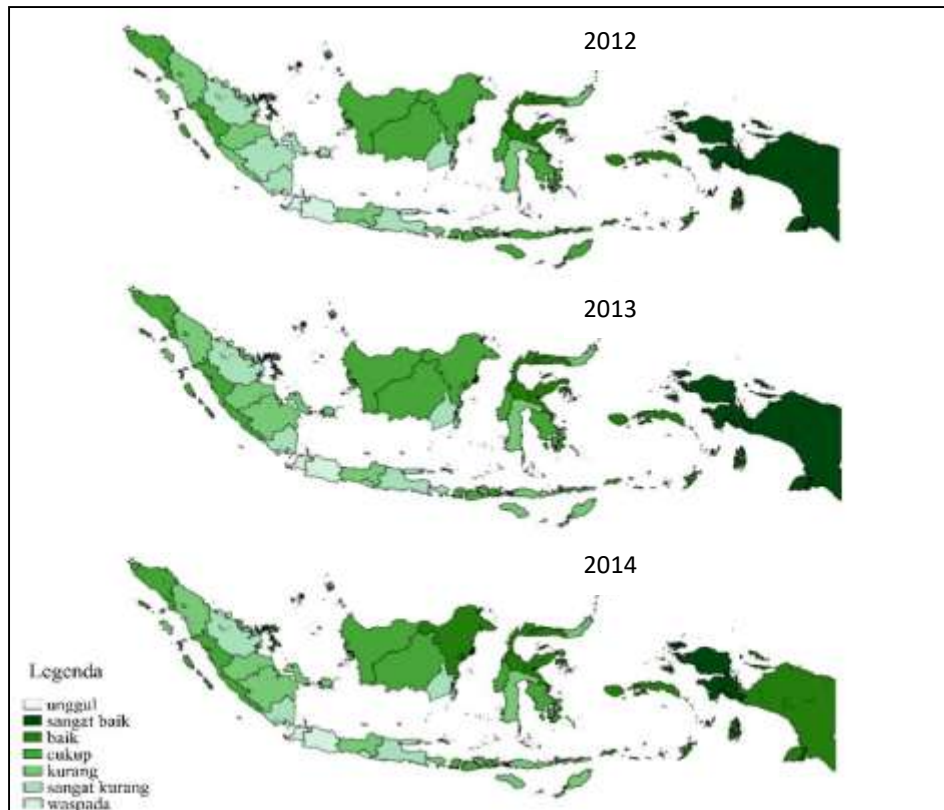 2012
2013
2014
Legenda
unggul
sangat baik
baik
cukup
kurang
sangat kurang
waspada